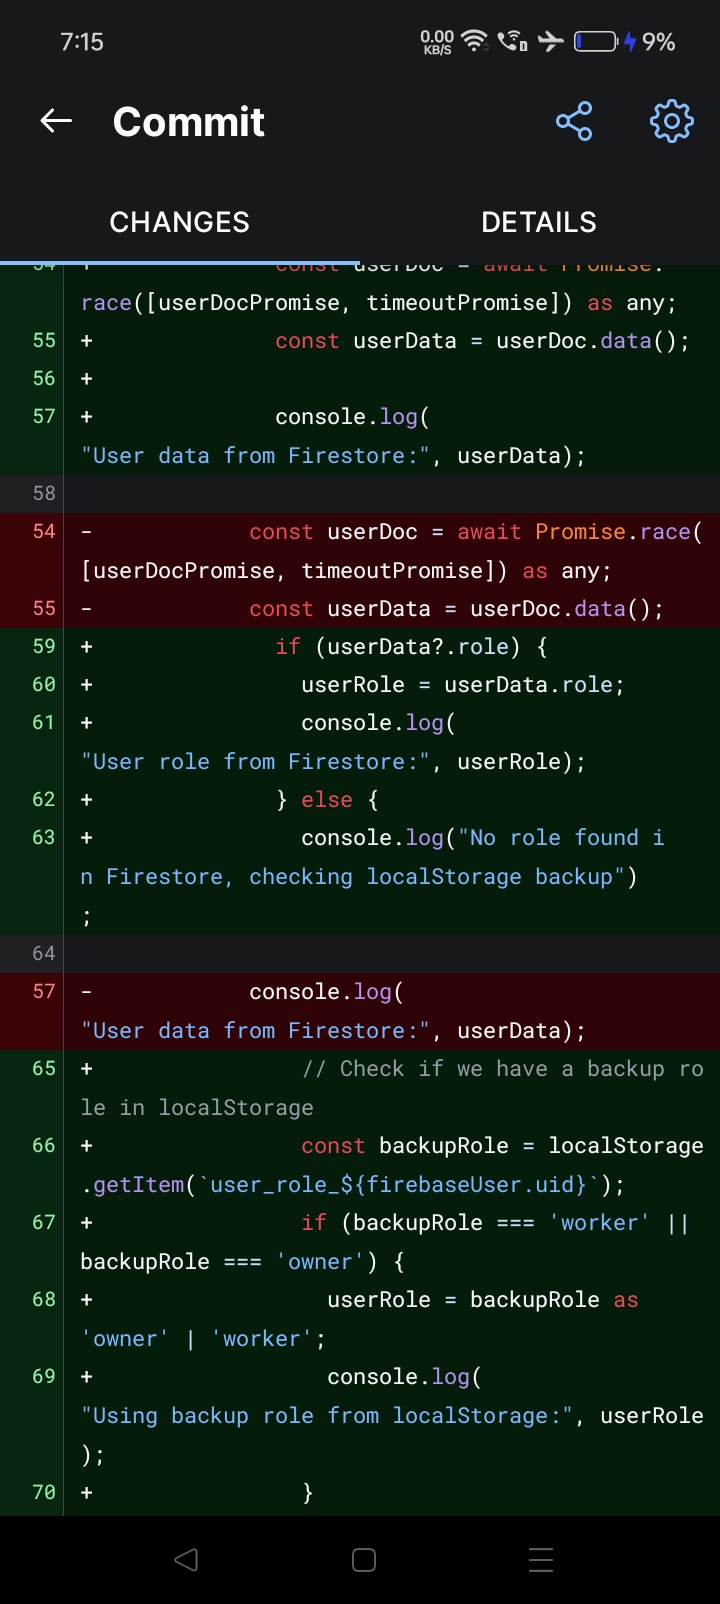 7:15
0.00
KB/S
9%
Commit
CHANGES DETAILS
54 + const userDoc = await Promise.
race([userDocPromise, timeoutPromise]) as any;
55 + const userData = userDoc.data();
56 +
57 + console.log(
"User data from Firestore:", userData);
58
54 - const userDoc = await Promise.race(
[userDocPromise, timeoutPromise]) as any;
55 - const userData = userDoc.data();
59 + if (userData?.role) {
60 + userRole = userData.role;
61 + console.log(
"User role from Firestore:", userRole);
62 + } else {
63 + console.log("No role found i
n Firestore, checking localStorage backup")
;
64
57 - console.log(
"User data from Firestore:", userData);
65 + // Check if we have a backup ro
le in localStorage
66 + const backupRole = localStorage
.getItem(`user_role_${firebaseUser.uid}`);
67 + if (backupRole === 'worker' ||
backupRole === 'owner') {
68 + userRole = backupRole as
'owner' | 'worker';
69 + console.log(
"Using backup role from localStorage:", userRole
);
70 + }